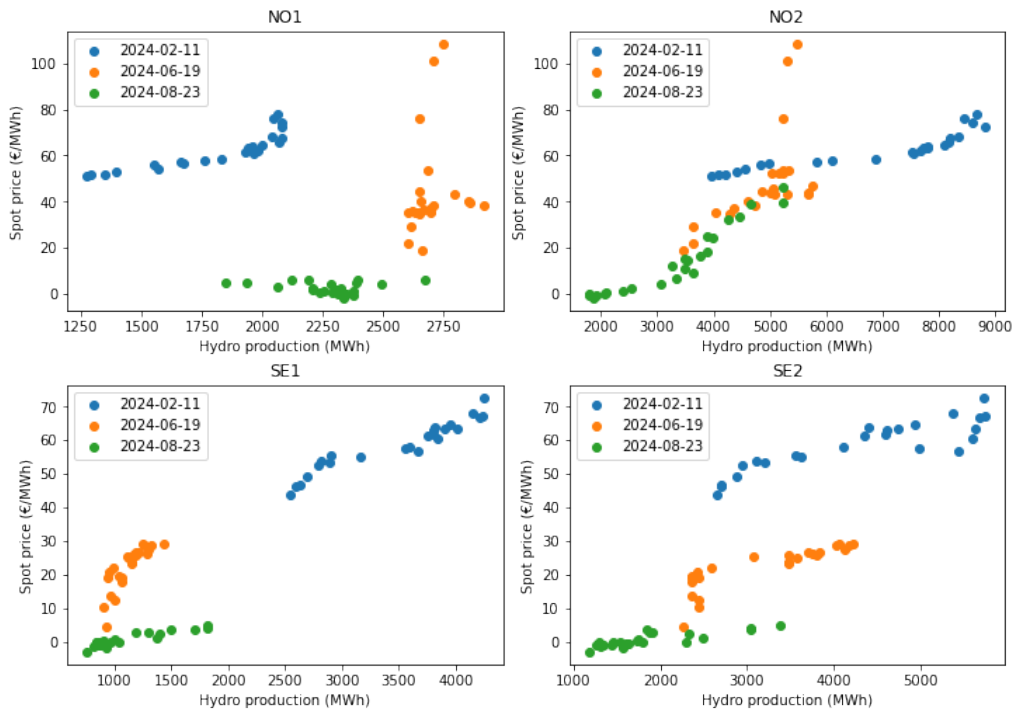 NO1
2024-02-11
2024-06-19
2024-08-23
100
80
60
40
20
0
Spot price (€/MWh)
1250 1500 1750 2000 2250 2500 2750
Hydro production (MWh)
NO2
2024-02-11
2024-06-19
2024-08-23
100
80
60
40
20
0
Spot price (€/MWh)
2000 3000 4000 5000 6000 7000 8000 9000
Hydro production (MWh)
SE1
2024-02-11
2024-06-19
2024-08-23
70
60
50
40
30
20
10
0
Spot price (€/MWh)
1000 1500 2000 2500 3000 3500 4000
Hydro production (MWh)
SE2
2024-02-11
2024-06-19
2024-08-23
70
60
50
40
30
20
10
0
Spot price (€/MWh)
1000 2000 3000 4000 5000
Hydro production (MWh)